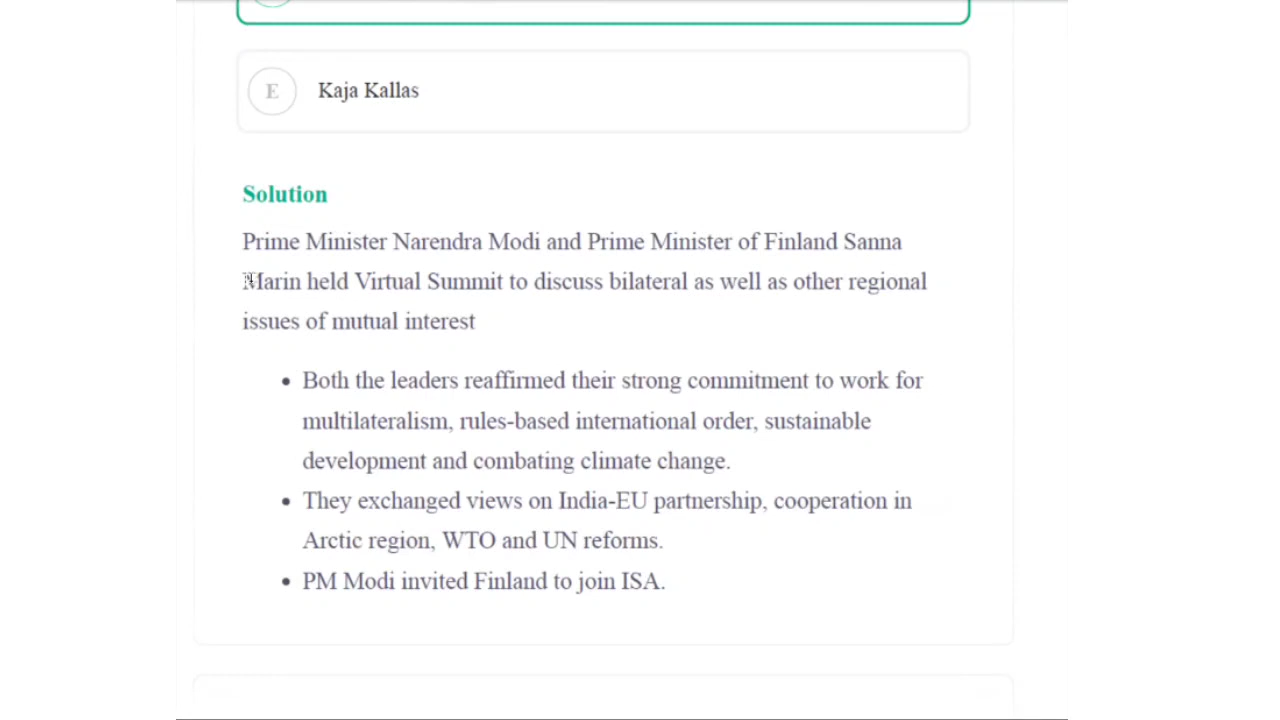 E Kaja Kallas
Solution
Prime Minister Narendra Modi and Prime Minister of Finland Sanna
Marin held Virtual Summit to discuss bilateral as well as other regional
issues of mutual interest
• Both the leaders reaffirmed their strong commitment to work for
multilateralism, rules-based international order, sustainable
development and combating climate change.
• They exchanged views on India-EU partnership, cooperation in
Arctic region, WTO and UN reforms.
• PM Modi invited Finland to join ISA.